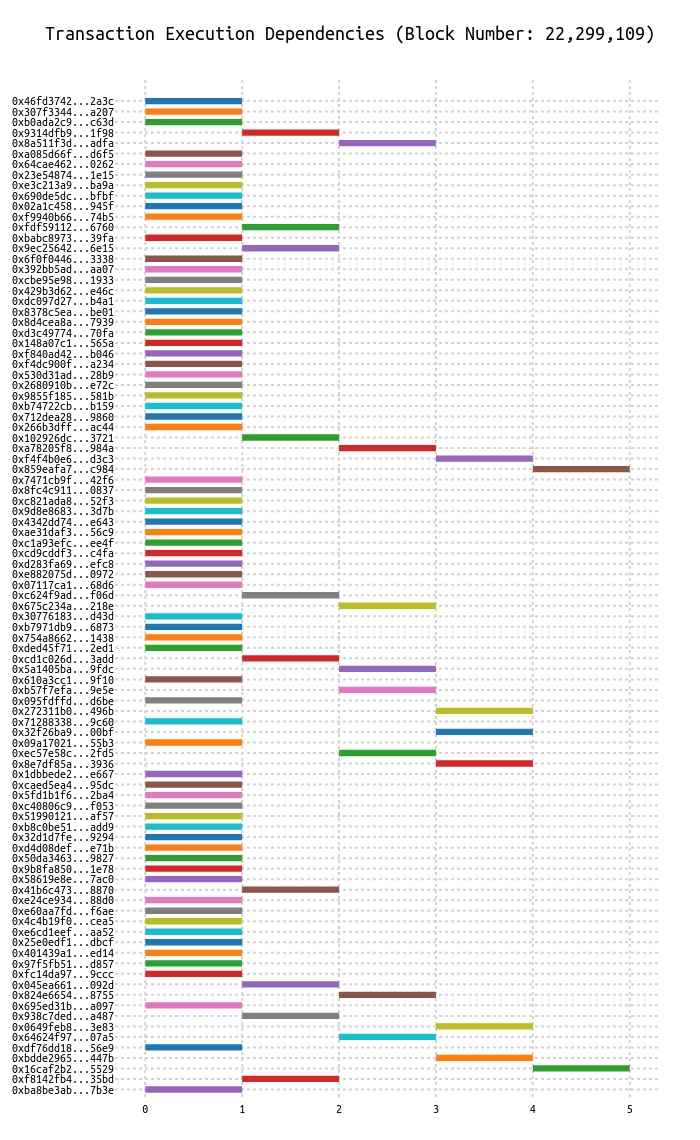 Transaction Execution Dependencies (Block Number: 22,299,109)
0x46fd3742...2a3c
0x307f3344...a207
0xb0ada2c9...c63d
0x9314dfb9...1f98
0x8a511f3d...adfa
0xa085d66f...d6f5
0x64cae462...0262
0x23e54874...1e15
0xe3c213a9...ba9a
0x690de5dc...bfbf
0x02a1c458...945f
0xf9940b66...74b5
0xfdf59112...6760
0xbabc8973...39fa
0x9ec25642...6e15
0x6f0f0446...3338
0x392bb5ad...aa07
0xcbe95e98...1933
0x429b3d62...e46c
0xdc097d27...b4a1
0x8378c5ea...be01
0x8d4cea8a...7939
0xd3c49774...70fa
0x148a07c1...565a
0xf840ad42...b046
0xf4dc900f...a234
0x530d31ad...28b9
0x2680910b...e72c
0x9855f185...581b
0xb74722cb...b159
0x712dea28...9860
0x266b3dff...ac44
0x102926dc...3721
0xa78205f8...984a
0xf4f4b0e6...d3c3
0x859eafa7...c984
0x7471cb9f...42f6
0x8fc4c911...0837
0xc821ada8...52f3
0x9d8e8683...3d7b
0x4342dd74...e643
0xae31daf3...56c9
0xc1a93efc...ee4f
0xcd9cddf3...c4fa
0xd283fa69...efc8
0xe882075d...0972
0x07117ca1...68d6
0xc624f9ad...f06d
0x675c234a...218e
0x30776183...d43d
0xb7971db9...6873
0x754a8662...1438
0xded45f71...2ed1
0xcd1c026d...3add
0x5a1405ba...9fdc
0x610a3cc1...9f10
0xb57f7efa...9e5e
0x095fdffd...d6be
0x272311b0...496b
0x71288338...9c60
0x32f26ba9...00bf
0x09a17021...55b3
0xec57e58c...2fd5
0x8e7df85a...3936
0x1dbbede2...e667
0xcaed5ea4...95dc
0x5fd1b1f6...2ba4
0xc40806c9...f053
0x51990121...af57
0xb8c0be51...add9
0x32d1d7fe...9294
0xd4d08def...e71b
0x50da3463...9827
0x9b8fa850...1e78
0x58619e8e...7ac0
0x41b6c473...8870
0xe24ce934...88d0
0xe60aa7fd...f6ae
0x4c4b19f0...cea5
0xe6cd1eef...aa52
0x25e0edf1...dbcf
0x401439a1...ed14
0x97f5fb51...d857
0xfc14da97...9ccc
0x045ea661...092d
0x824e6654...8755
0x695ed31b...a097
0x938c7ded...a487
0x0649feb8...3e83
0x64624f97...07a5
0xdf76dd18...56e9
0xbdde2965...447b
0x16caf2b2...5529
0xf8142fb4...35bd
0xba8be3ab...7b3e
0 1 2 3 4 5